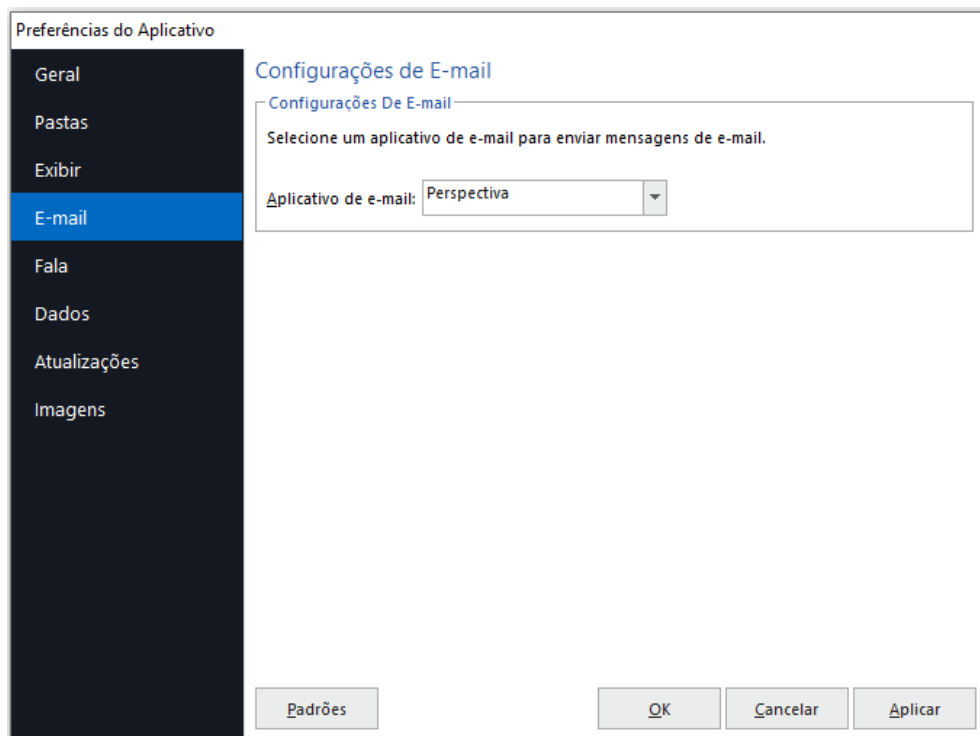 Preferências do Aplicativo
Geral
Pastas
Exibir
E-mail
Fala
Dados
Atualizações
Imagens
Configurações de E-mail
Configurações De E-mail
Selecione um aplicativo de e-mail para enviar mensagens de e-mail.
Aplicativo de e-mail: Perspectiva
Padrões OK Cancelar Aplicar